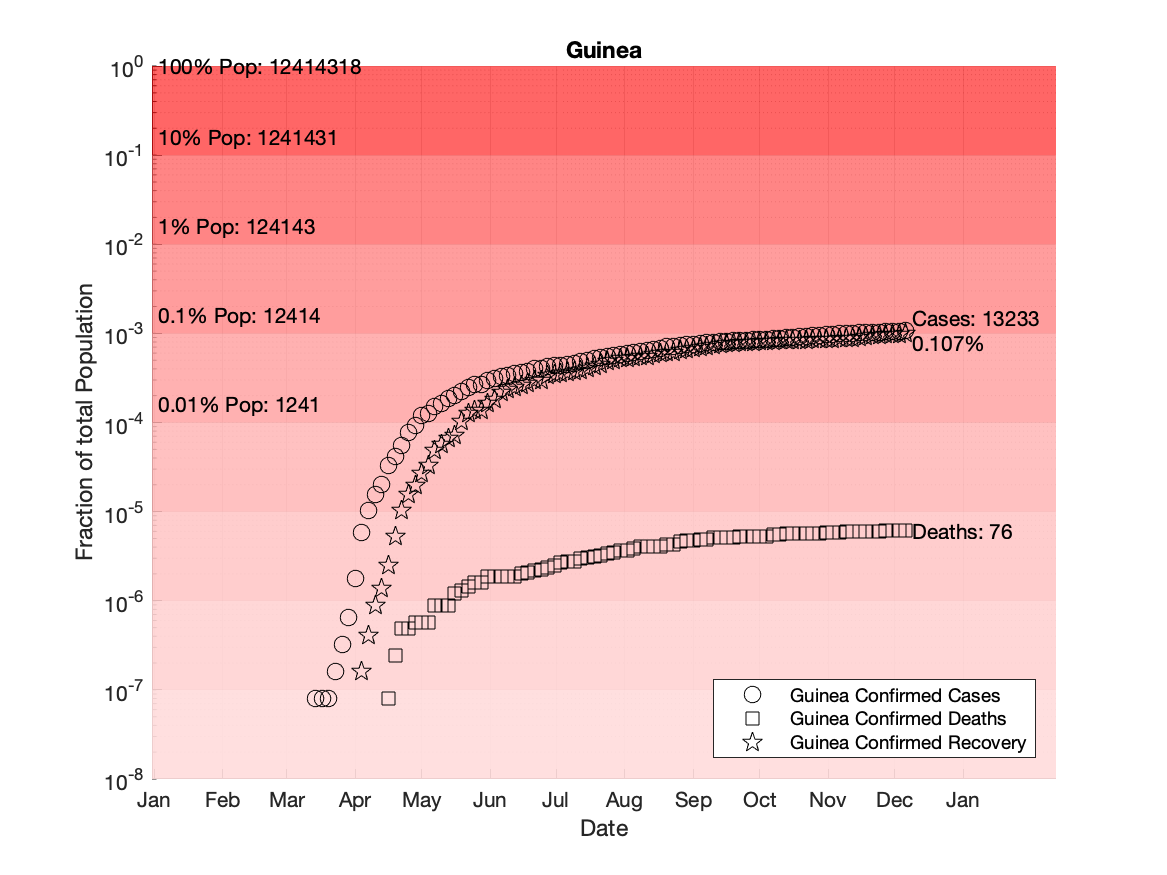 Guinea
10^0
100% Pop: 12414318
10% Pop: 1241431
10^-1
1% Pop: 124143
10^-2
0.1% Pop: 12414
10^-3
Cases: 13233
0.107%
0.01% Pop: 1241
10^-4
10^-5
Deaths: 76
10^-6
10^-7
10^-8
Fraction of total Population
Guinea Confirmed Cases
Guinea Confirmed Deaths
Guinea Confirmed Recovery
Jan Feb Mar Apr May Jun Jul Aug Sep Oct Nov Dec Jan
Date